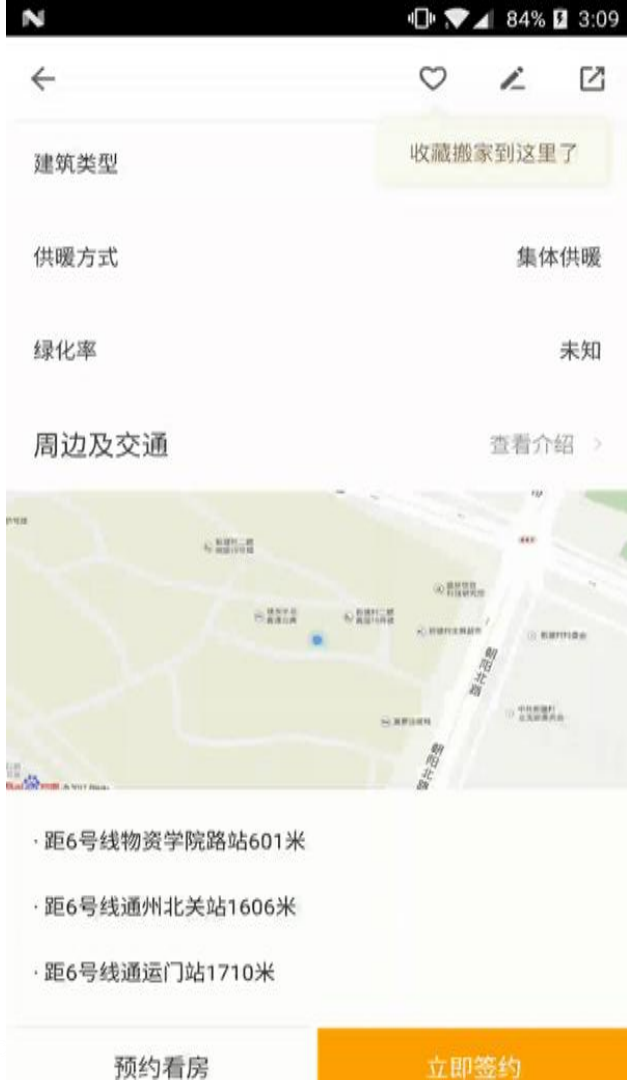 84% 3:09
收藏搬家到这里了
建筑类型
供暖方式 集体供暖
绿化率 未知
周边及交通 查看介绍
朝阳北路
朝阳北路
· 距6号线物资学院路站601米
· 距6号线通州北关站1606米
· 距6号线通运门站1710米
预约看房 立即签约